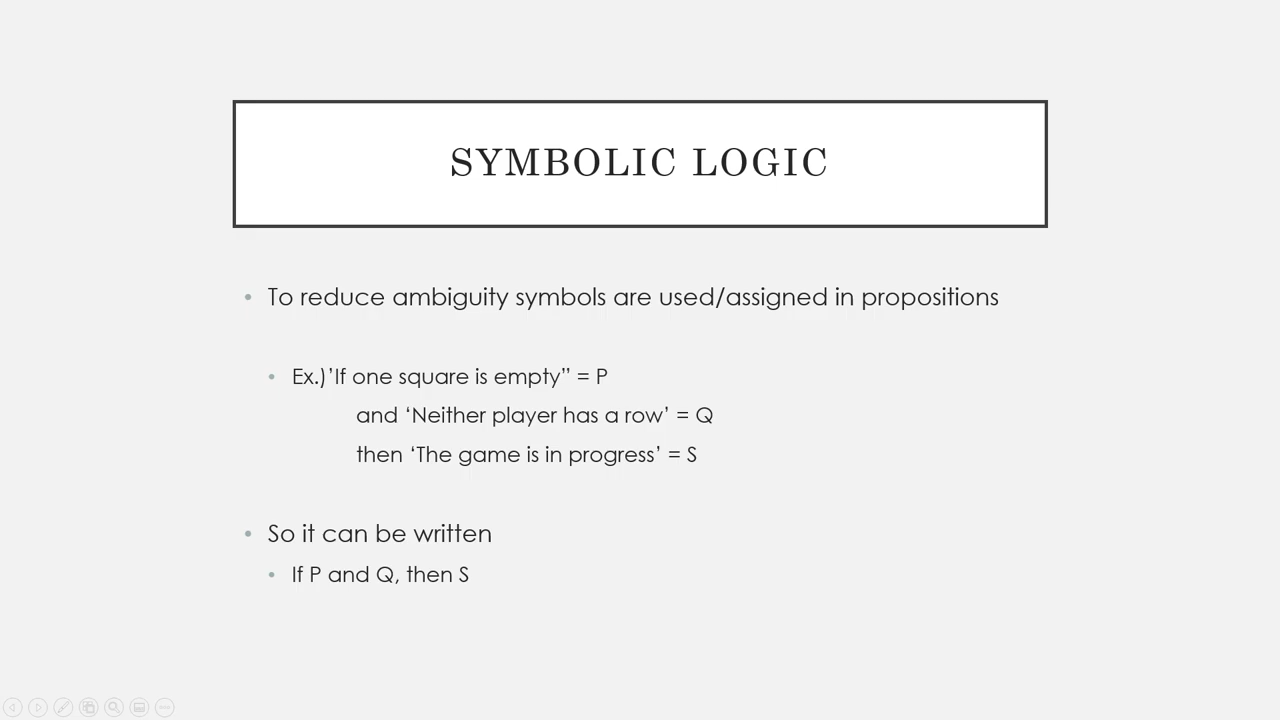 SYMBOLIC LOGIC
• To reduce ambiguity symbols are used/assigned in propositions
• Ex.)’If one square is empty” = P
and ‘Neither player has a row’ = Q
then ‘The game is in progress’ = S
• So it can be written
• If P and Q, then S